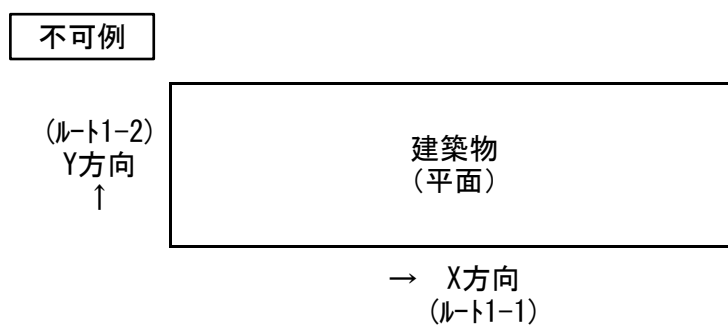 不可例
(ルート1-2)
Y方向
↑
建築物
(平面)
→ X方向
(ルート1-1)